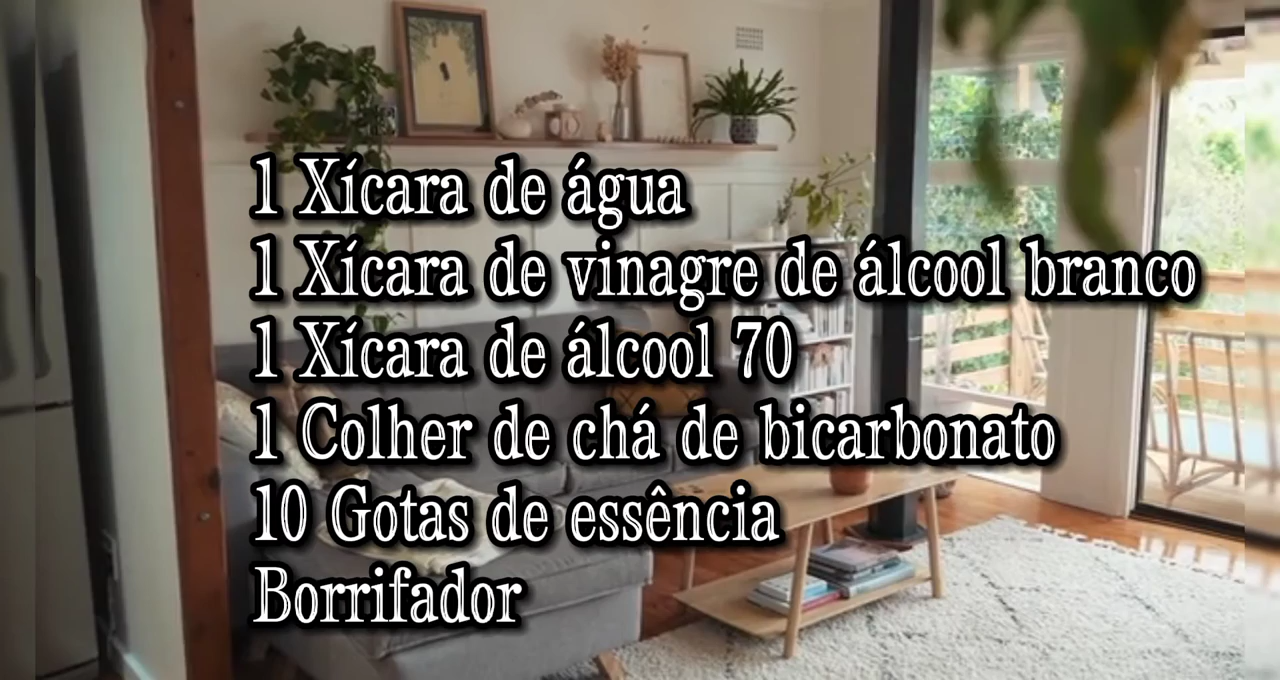 1 Xícara de água
1 Xícara de vinagre de álcool branco
1 Xícara de álcool 70
1 Colher de chá de bicarbonato
10 Gotas de essência
Borrifador